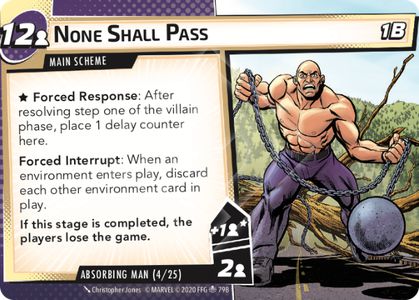 12 NONE SHALL PASS 1B
MAIN SCHEME
★ Forced Response: After
resolving step one of the villain
phase, place 1 delay counter
here.
Forced Interrupt: When an
environment enters play, discard
each other environment card in
play.
If this stage is completed, the
players lose the game.
+1 ★
2
ABSORBING MAN (4/25)
Christopher Jones © MARVEL © 2020 FFG 79B